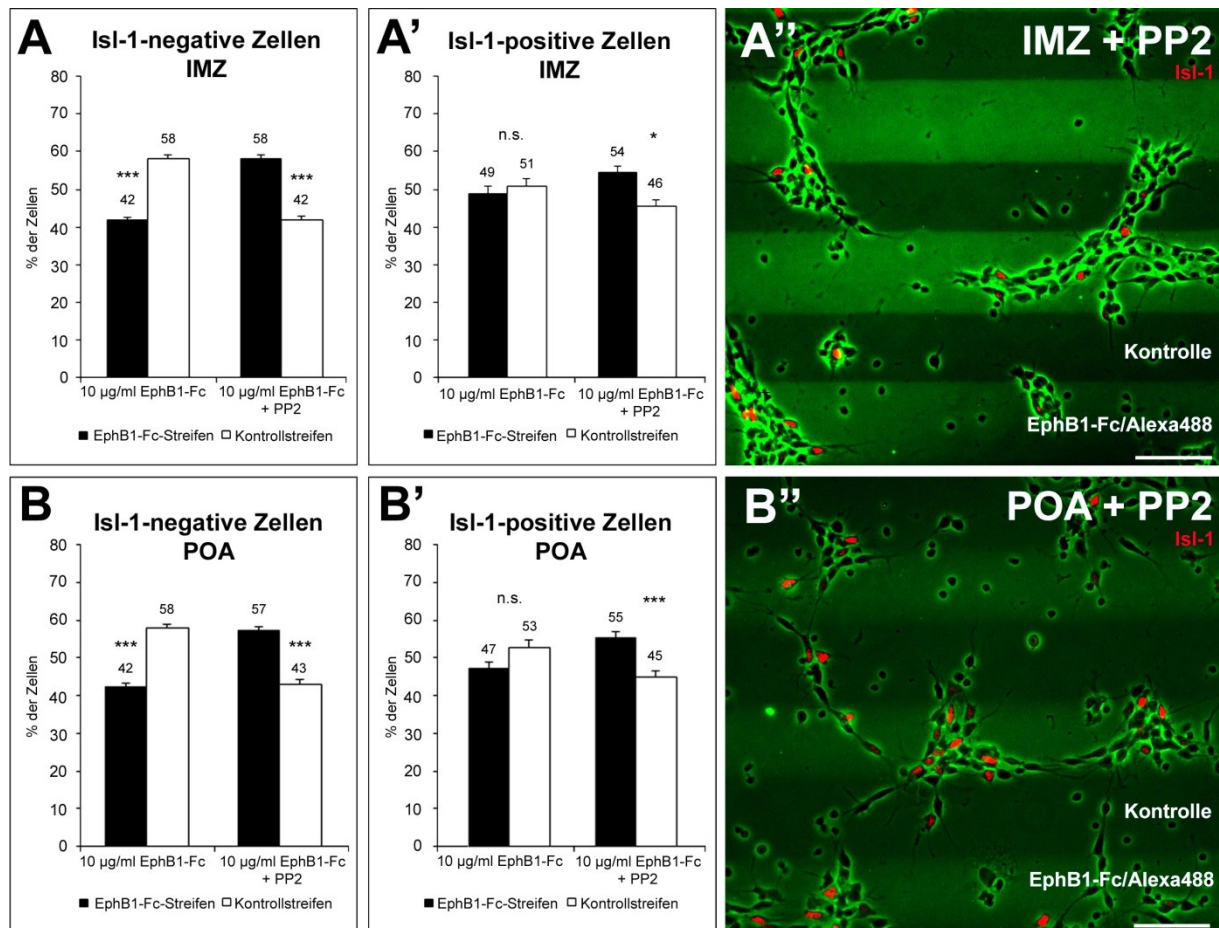 A
Isl-1-negative Zellen
IMZ
% der Zellen
80
70
60
50
40
30
20
10
0
***
42
58
58
***
42
10 µg/ml EphB1-Fc
10 µg/ml EphB1-Fc
+ PP2
EphB1-Fc-Streifen
Kontrollstreifen
A'
Isl-1-positive Zellen
IMZ
% der Zellen
80
70
60
50
40
30
20
10
0
n.s.
49
51
54
*
46
10 µg/ml EphB1-Fc
10 µg/ml EphB1-Fc
+ PP2
EphB1-Fc-Streifen
Kontrollstreifen
A''
IMZ + PP2
Isl-1
Kontrolle
EphB1-Fc/Alexa488
B
Isl-1-negative Zellen
POA
% der Zellen
80
70
60
50
40
30
20
10
0
***
42
58
57
***
43
10 µg/ml EphB1-Fc
10 µg/ml EphB1-Fc
+ PP2
EphB1-Fc-Streifen
Kontrollstreifen
B'
Isl-1-positive Zellen
POA
% der Zellen
80
70
60
50
40
30
20
10
0
n.s.
47
53
55
***
45
10 µg/ml EphB1-Fc
10 µg/ml EphB1-Fc
+ PP2
EphB1-Fc-Streifen
Kontrollstreifen
B''
POA + PP2
Isl-1
Kontrolle
EphB1-Fc/Alexa488